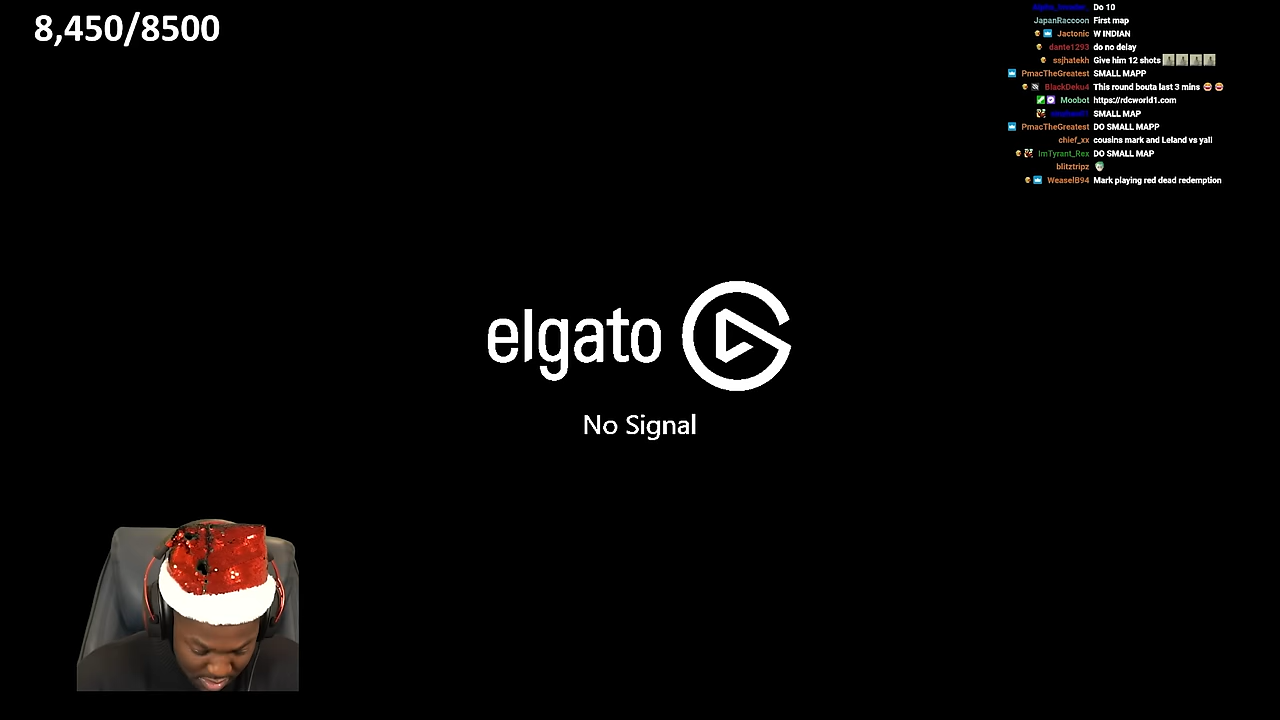 8,450/8500
Do 10
JapanRaccoon First map
Jactonic W INDIAN
dante1293 do no delay
ssjhatekh Give him 12 shots
PmacTheGreatest SMALL MAPP
BlackDeku4 This round bouta last 3 mins
Moobot https://rdcworld1.com
SMALL MAP
PmacTheGreatest DO SMALL MAPP
chief_xx cousins mark and Leland vs yall
ImTyrant_Rex DO SMALL MAP
blitztripz
WeaselB94 Mark playing red dead redemption
elgato
No Signal